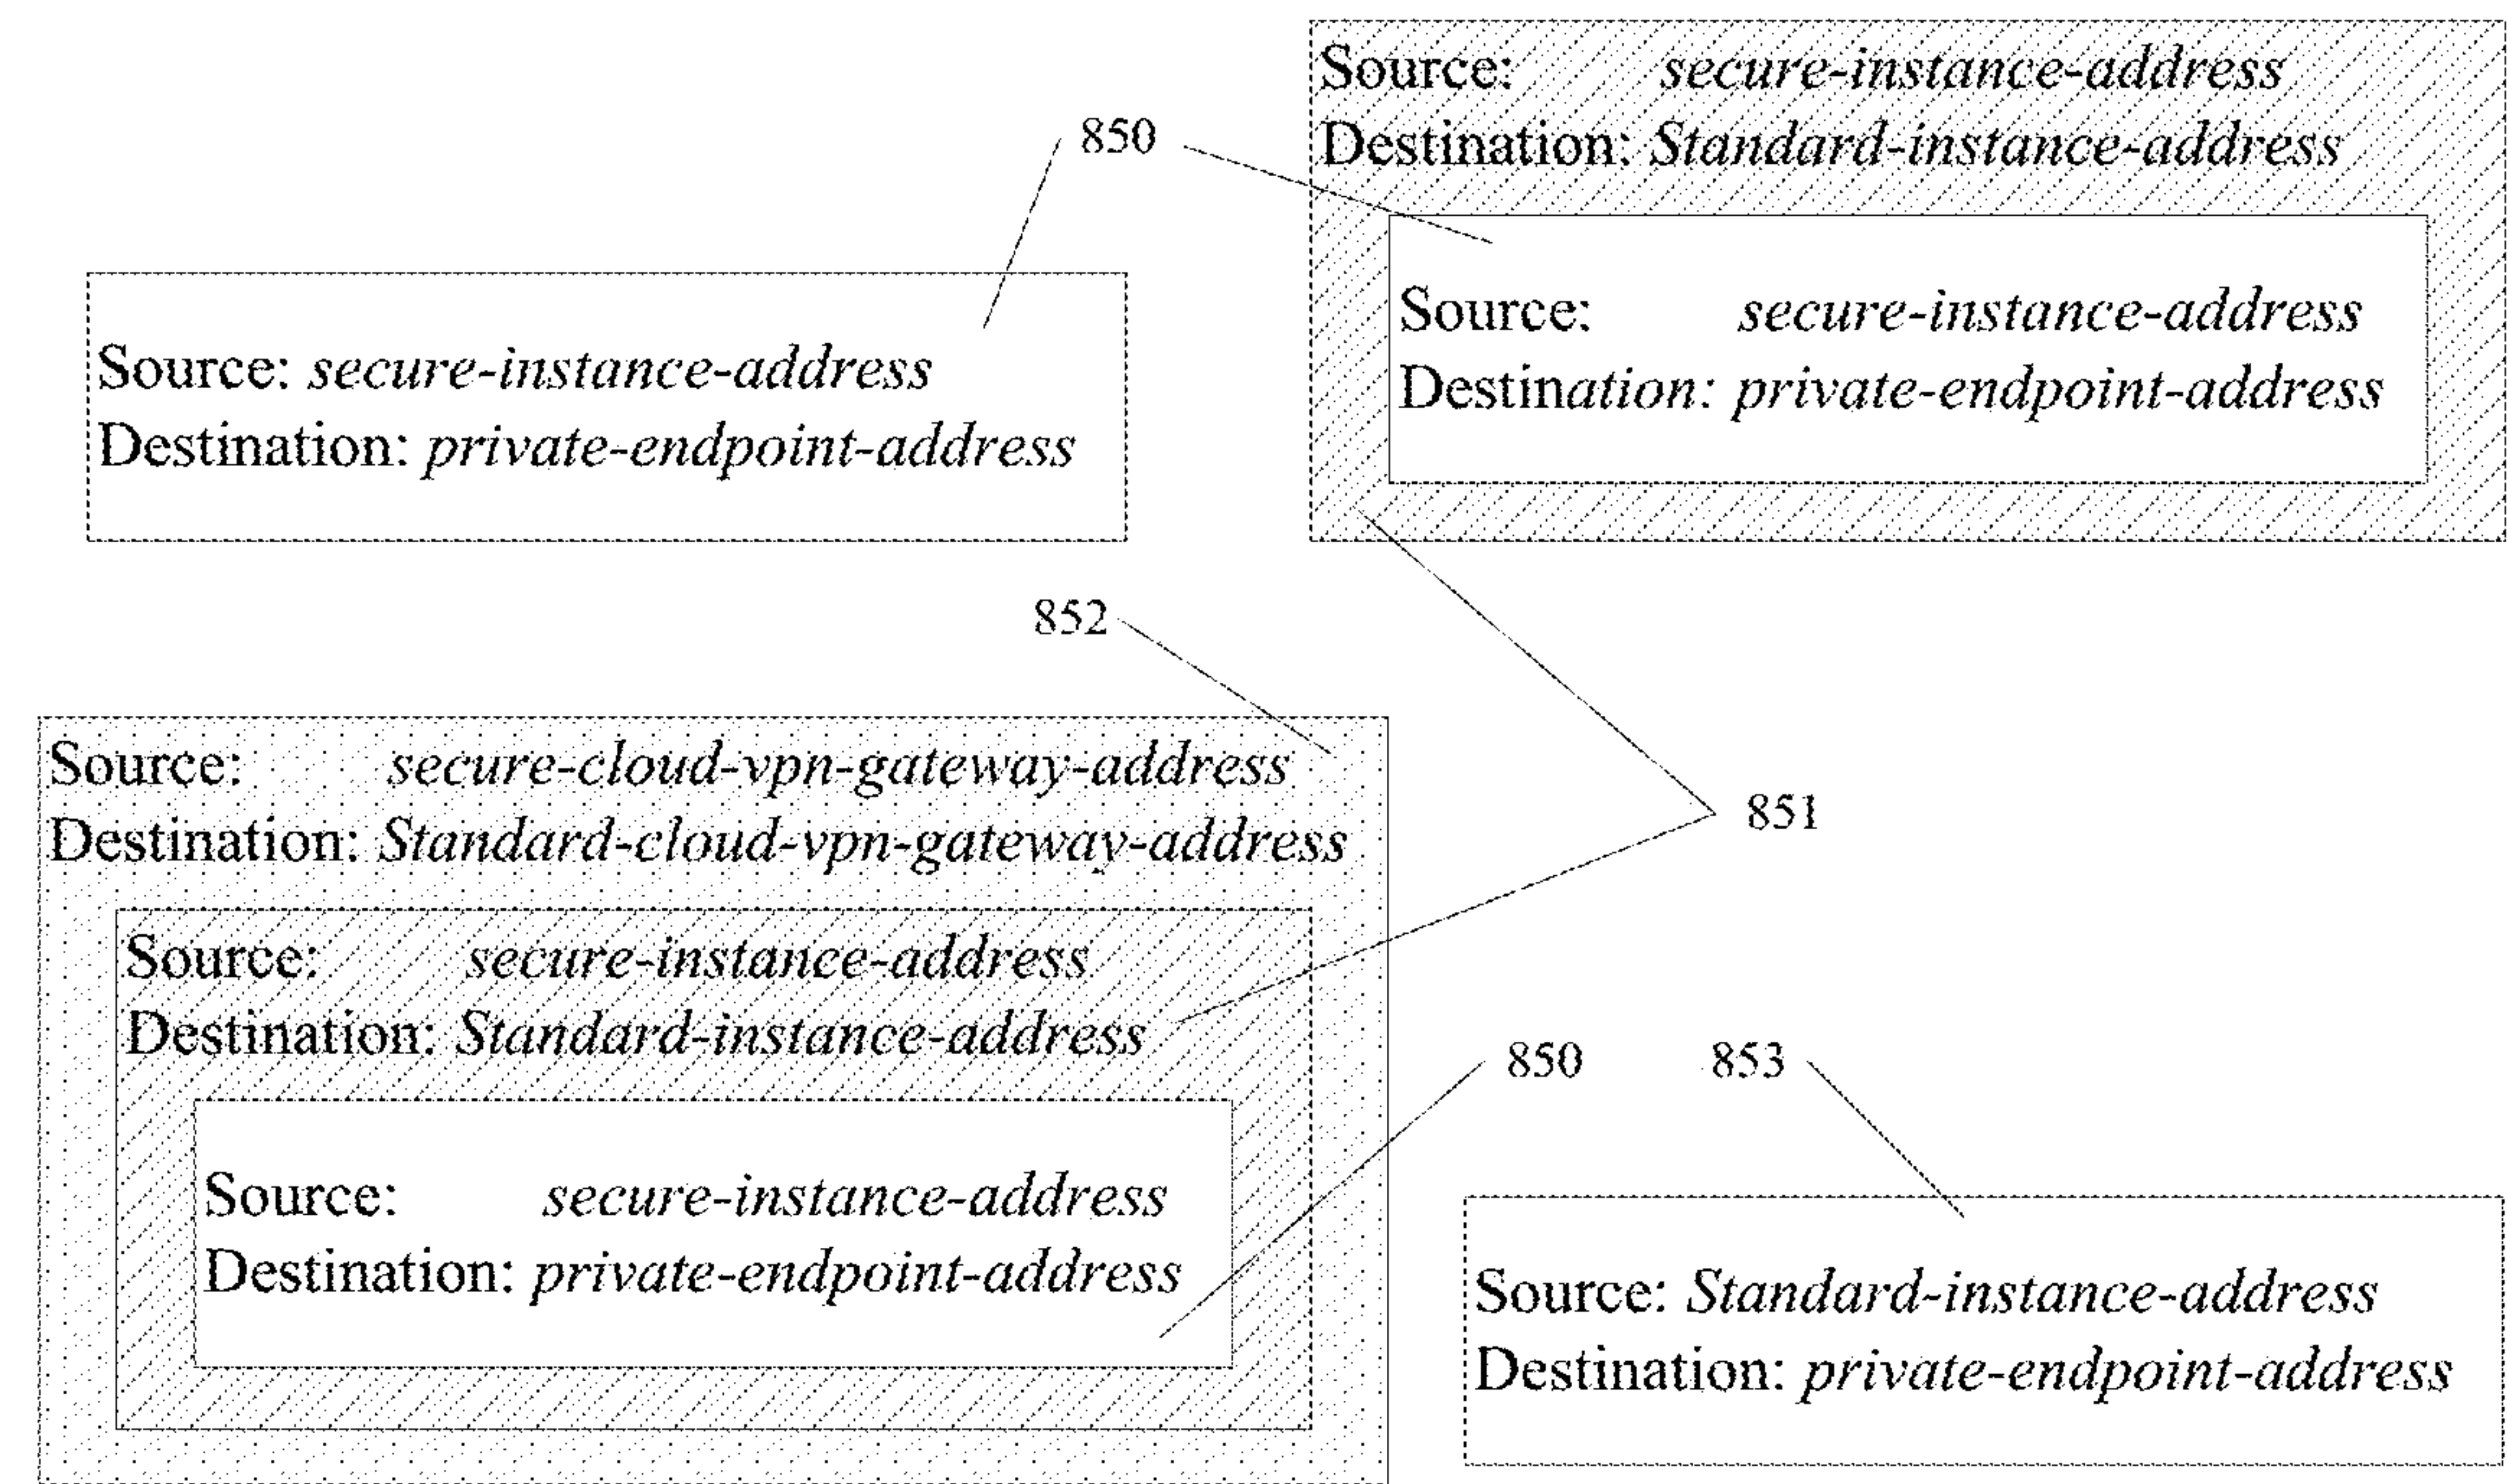 850
Source: secure-instance-address
Destination: private-endpoint-address
Source: secure-instance-address
Destination: Standard-instance-address
Source: secure-instance-address
Destination: private-endpoint-address
852
851
Source: secure-cloud-vpn-gateway-address
Destination: Standard-cloud-vpn-gateway-address
Source: secure-instance-address
Destination: Standard-instance-address
Source: secure-instance-address
Destination: private-endpoint-address
850
853
Source: Standard-instance-address
Destination: private-endpoint-address